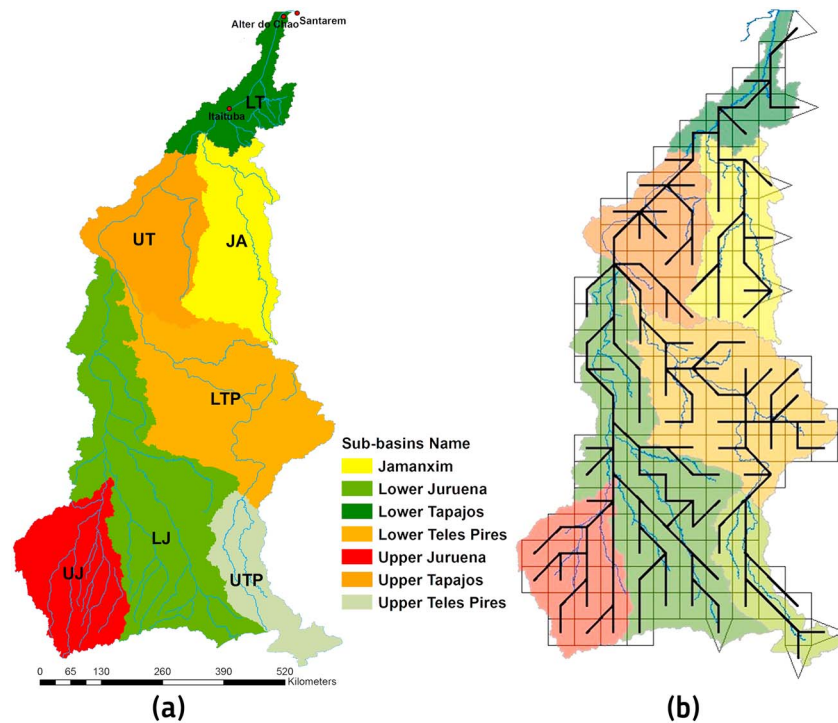 Alter do Chao
Santarem
LT
Itaituba
UT
JA
LTP
LJ
UJ
UTP
Sub-basins Name
Jamanxim
Lower Juruena
Lower Tapajos
Lower Teles Pires
Upper Juruena
Upper Tapajos
Upper Teles Pires
0 65 130 260 390 520
Kilometers
(a)
(b)